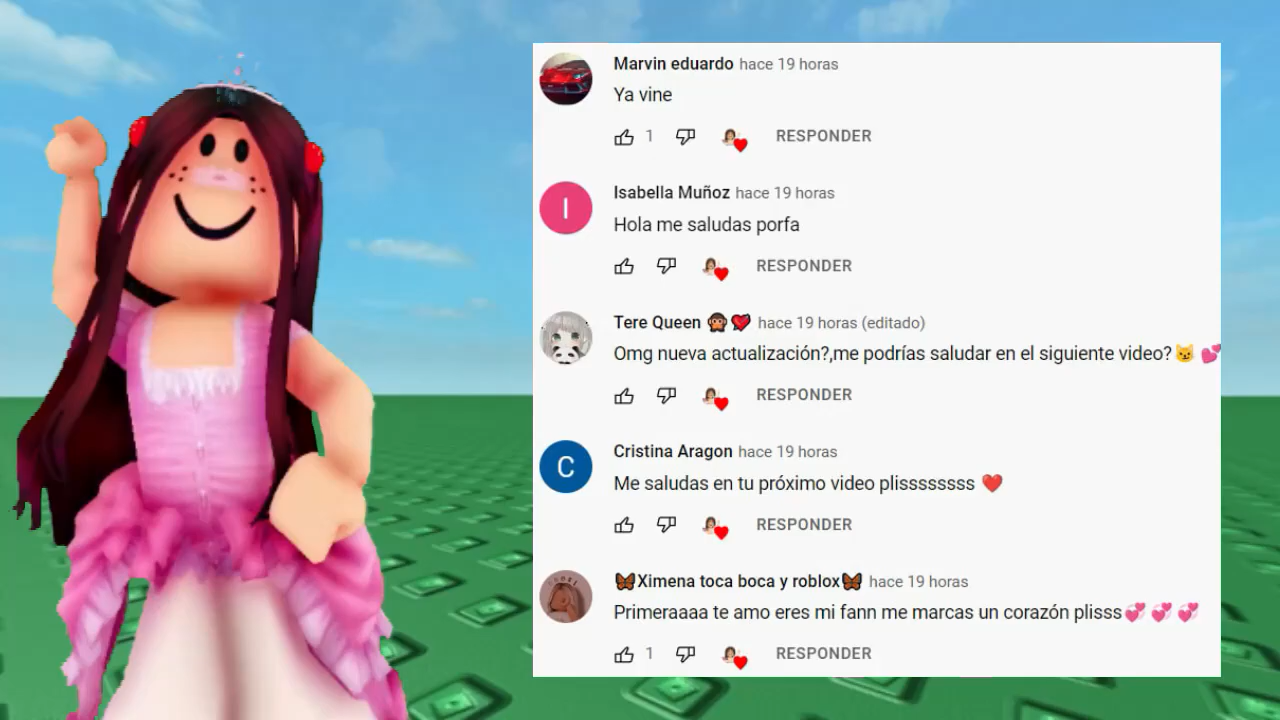 Marvin eduardo hace 19 horas
Ya vine
1 RESPONDER
I
Isabella Muñoz hace 19 horas
Hola me saludas porfa
RESPONDER
Tere Queen 🙊💘 hace 19 horas (editado)
Omg nueva actualización?,me podrías saludar en el siguiente video?😼 💕
RESPONDER
C
Cristina Aragon hace 19 horas
Me saludas en tu próximo video plissssssss ❤️
RESPONDER
🦋Ximena toca boca y roblox🦋 hace 19 horas
Primeraaaa te amo eres mi fann me marcas un corazón plisss💞 💞 💞
1 RESPONDER